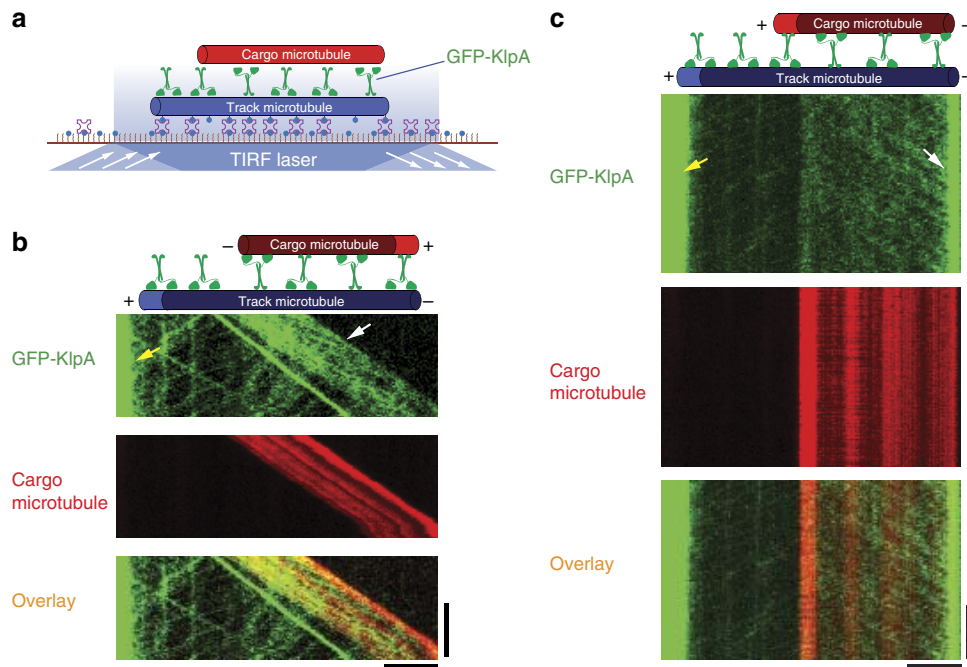 a
Cargo microtubule
GFP-KlpA
Track microtubule
TIRF laser
b
− Cargo microtubule +
+ Track microtubule −
GFP-KlpA
Cargo
microtubule
Overlay
c
+ Cargo microtubule −
+ Track microtubule −
GFP-KlpA
Cargo
microtubule
Overlay